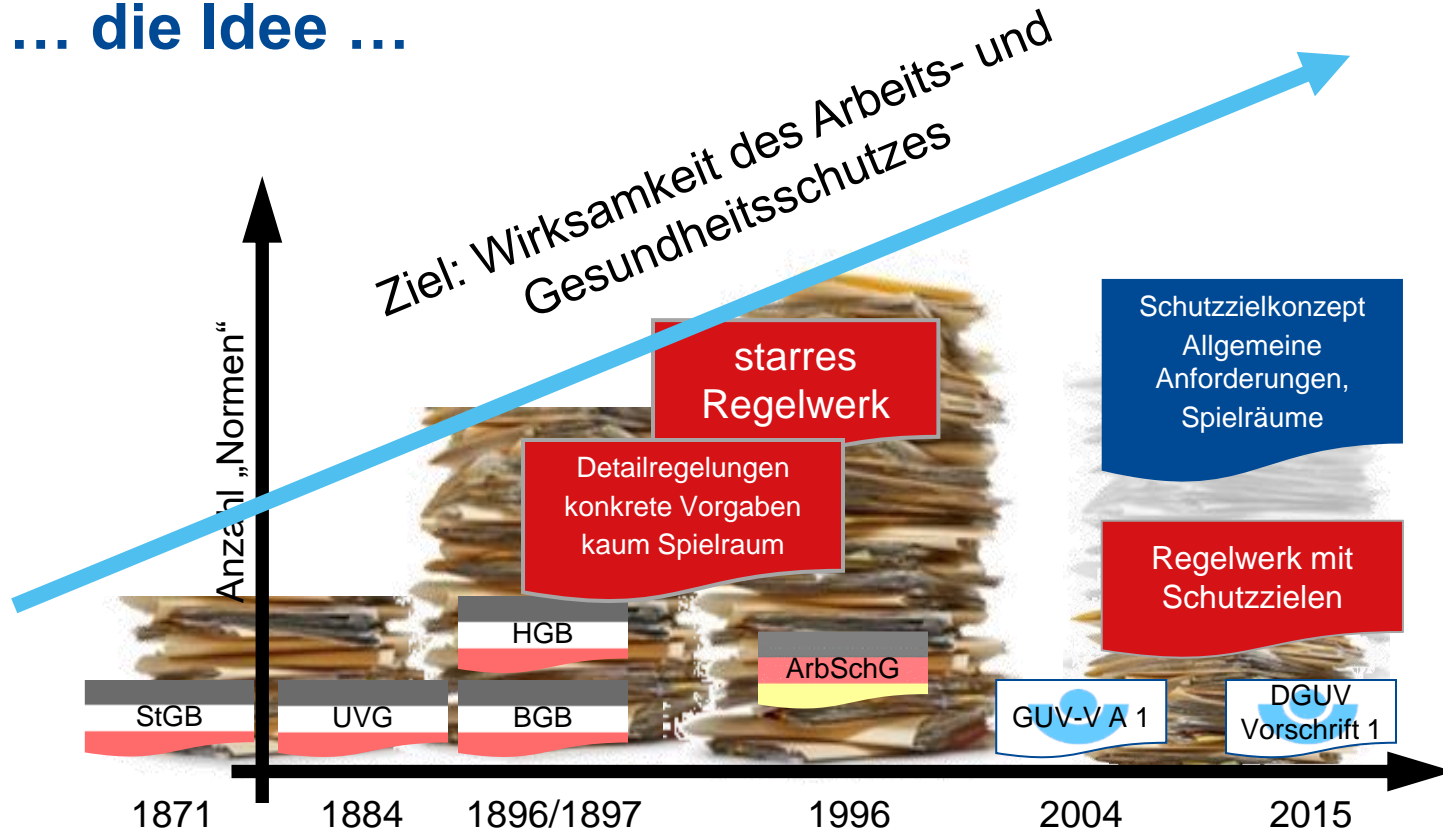 … die Idee …
Ziel: Wirksamkeit des Arbeits- und
Gesundheitsschutzes
Anzahl „Normen“
starres
Regelwerk
Detailregelungen
konkrete Vorgaben
kaum Spielraum
Schutzzielkonzept
Allgemeine
Anforderungen,
Spielräume
Regelwerk mit
Schutzzielen
HGB
ArbSchG
StGB
UVG
BGB
GUV-V A 1
DGUV
Vorschrift 1
1871
1884
1896/1897
1996
2004
2015